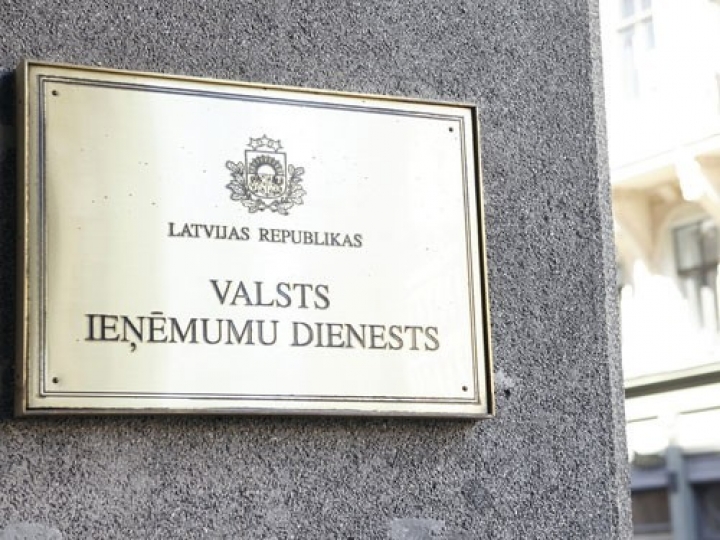 LATVIJAS REPUBLIKAS
VALSTS
IEŅĒMUMU DIENESTS